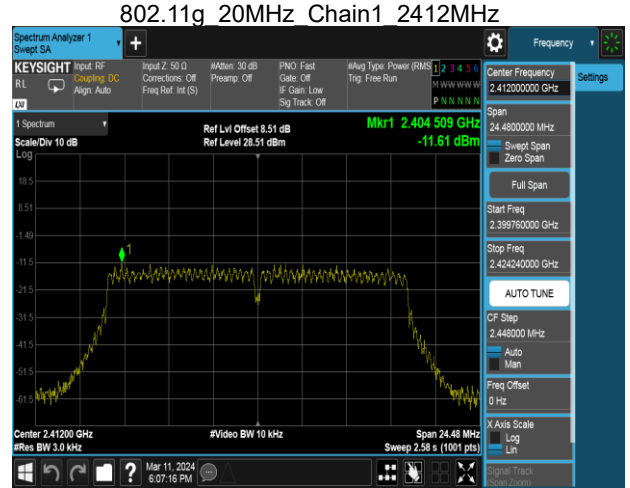 802.11g_20MHz_Chain1_2412MHz
Spectrum Analyzer 1
Swept SA
Frequency
KEYSIGHT Input: RF Input Z: 50 Ω #Atten: 30 dB PNO: Fast #Avg Type: Power (RMS 1 2 3 4 5 6
RL Coupling: DC Corrections: Off Preamp: Off Gate: Off Trig: Free Run M W W W W W
Align: Auto Freq Ref: Int (S) IF Gain: Low P N N N N N
Sig Track: Off
LW
1 Spectrum
Scale/Div 10 dB
Log
Ref Lvl Offset 8.51 dB
Ref Level 28.51 dBm
Mkr1 2.404 509 GHz
-11.61 dBm
18.5
8.51
-1.49
-11.5
-21.5
-31.5
-41.5
-51.5
-61.5
1
Center 2.41200 GHz #Video BW 10 kHz Span 24.48 MHz
#Res BW 3.0 kHz Sweep 2.58 s (1001 pts)
Mar 11, 2024
6:07:16 PM
Center Frequency
2.412000000 GHz
Settings
Span
24.4800000 MHz
Swept Span
Zero Span
Full Span
Start Freq
2.399760000 GHz
Stop Freq
2.424240000 GHz
AUTO TUNE
CF Step
2.448000 MHz
Auto
Man
Freq Offset
0 Hz
X Axis Scale
Log
Lin
Signal Track
(Span Zoom)